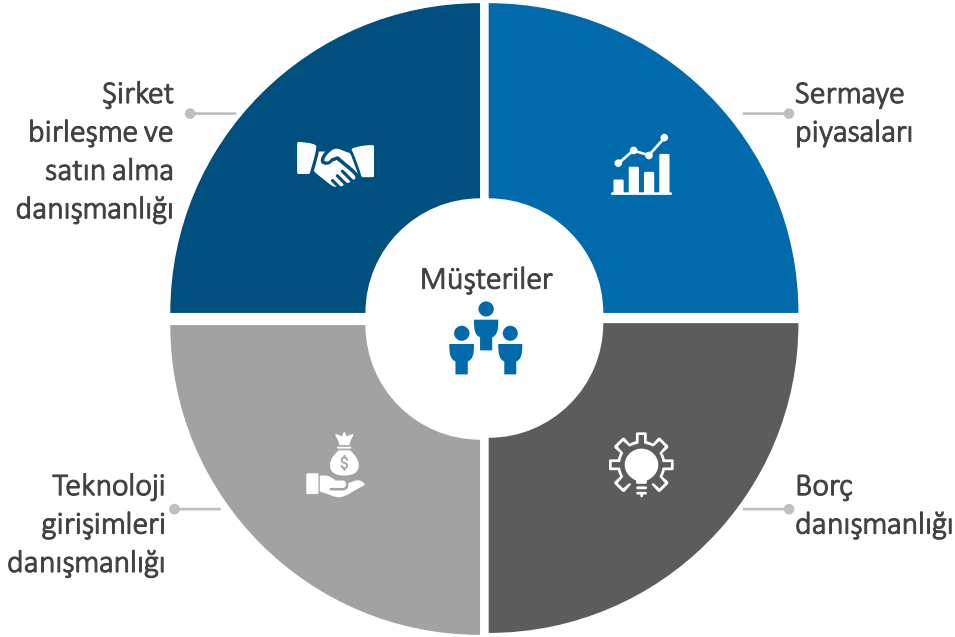 Şirket
birleşme ve
satın alma
danışmanlığı
Sermaye
piyasaları
Müşteriler
$
Teknoloji
girişimleri
danışmanlığı
Borç
danışmanlığı